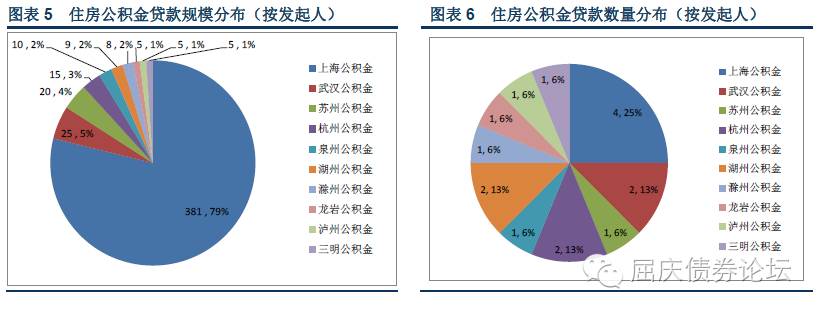 图表 5 住房公积金贷款规模分布（按发起人）
10 , 2%
9 , 2%
8 , 2%
5 , 1%
5 , 1%
5 , 1%
15 , 3%
20 , 4%
25 , 5%
381 , 79%
上海公积金
武汉公积金
苏州公积金
杭州公积金
泉州公积金
湖州公积金
滁州公积金
龙岩公积金
泸州公积金
三明公积金
图表 6 住房公积金贷款数量分布（按发起人）
1, 6%
1, 6%
1, 6%
1, 6%
2, 13%
1, 6%
2, 13%
1, 6%
2, 13%
4, 25%
上海公积金
武汉公积金
苏州公积金
杭州公积金
泉州公积金
湖州公积金
滁州公积金
龙岩公积金
泸州公积金
三明公积金
屈庆债券论坛